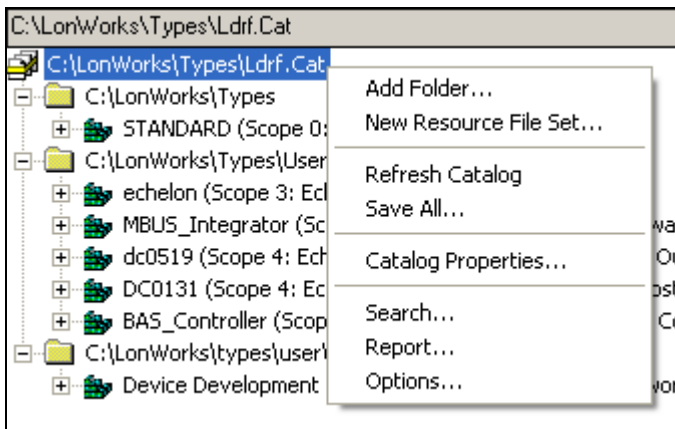 C:\LonWorks\Types\Ldrf.Cat
C:\LonWorks\Types\Ldrf.Cat
C:\LonWorks\Types
STANDARD (Scope 0:
C:\LonWorks\Types\User
echelon (Scope 3: Ecl
MBUS_Integrator (Sc
dc0519 (Scope 4: Ech
DC0131 (Scope 4: Ec
BAS_Controller (Scop
C:\LonWorks\types\user\
Device Development
Add Folder...
New Resource File Set...
Refresh Catalog
Save All...
Catalog Properties...
Search...
Report...
Options...